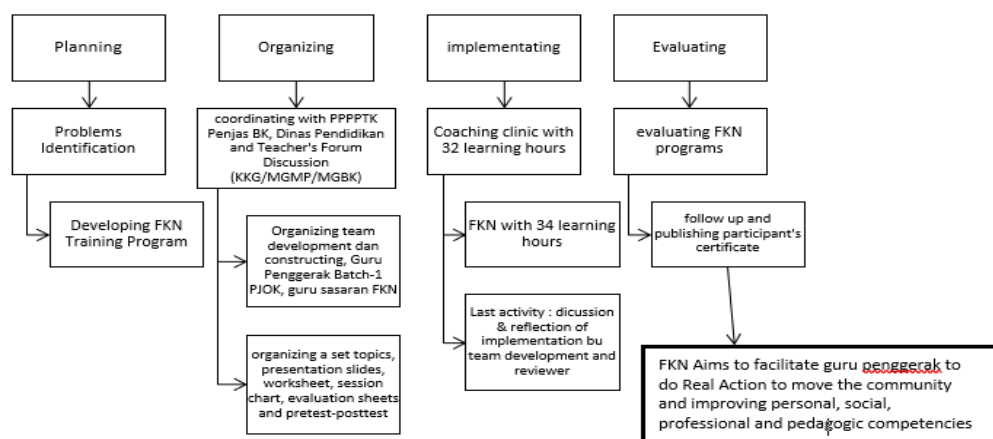 Planning
Problems
Identification
Developing FKN
Training Program
Organizing
coordinating with PPPPTK
Penjas BK, Dinas Pendidikan
and Teacher's Forum
Discussion
(KKG/MGMP/MGBK)
Organizing team
development dan
constructing, Guru
Penggerak Batch-1
PJOK, guru sasaran FKN
organizing a set topics,
presentation slides,
worksheet, session
chart, evaluation sheets
and pretest-posttest
implementating
Coaching clinic with
32 learning hours
FKN with 34 learning
hours
Last activity : dicussion
& reflection of
implementation bu
team development and
reviewer
Evaluating
evaluating FKN
programs
follow up and
publishing participant's
certificate
FKN Aims to facilitate guru penggerak to
do Real Action to move the community
and improving personal, social,
professional and pedagogic competencies